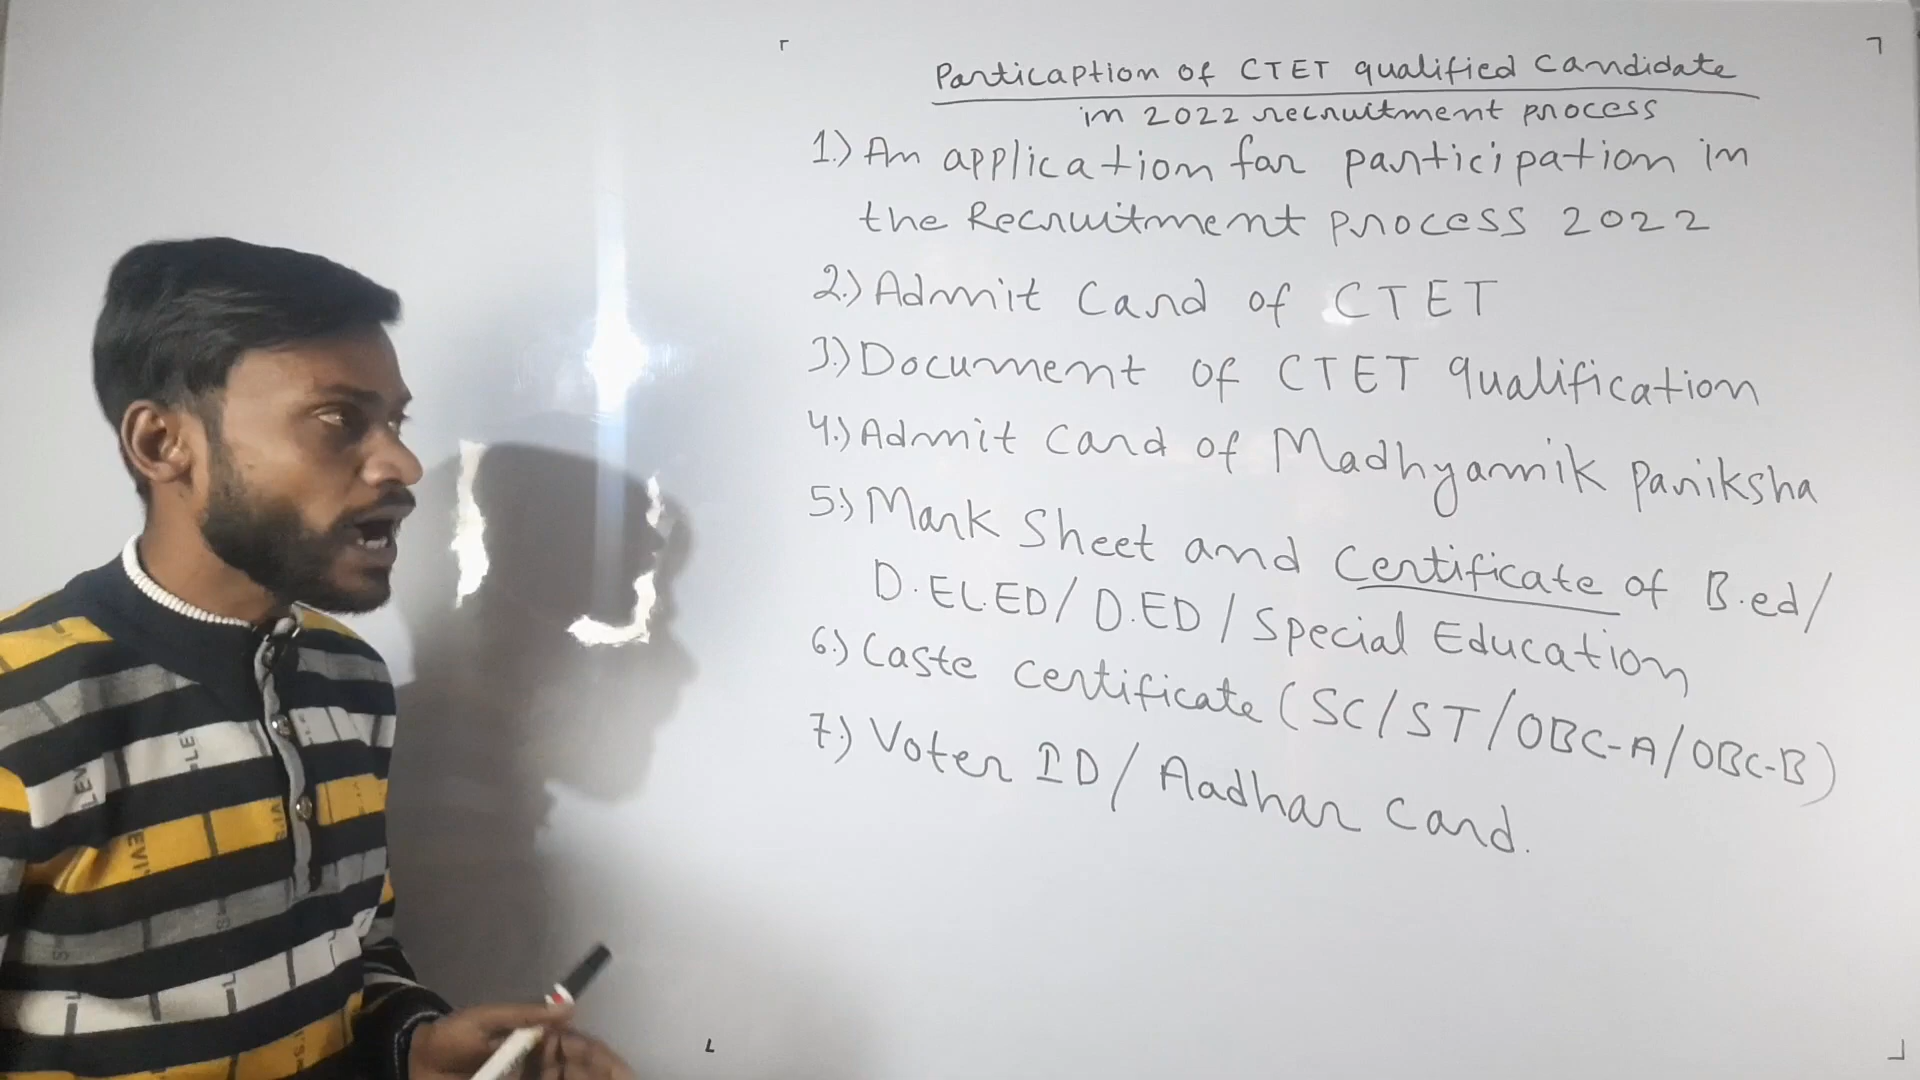 Particaption of CTET qualified candidate
in 2022 recruitment process
1.) An application for participation in
the Recruitment process 2022
2.) Admit Card of CTET
3.) Document of CTET qualification
4.) Admit card of Madhyamik Pariksha
5.) Mark Sheet and Certificate of B.ed/
D.EL.ED/ D.ED / Special Education
6.) Caste certificate (SC/ST/OBC-A/OBC-B)
7.) Voter ID/ Aadhar card.